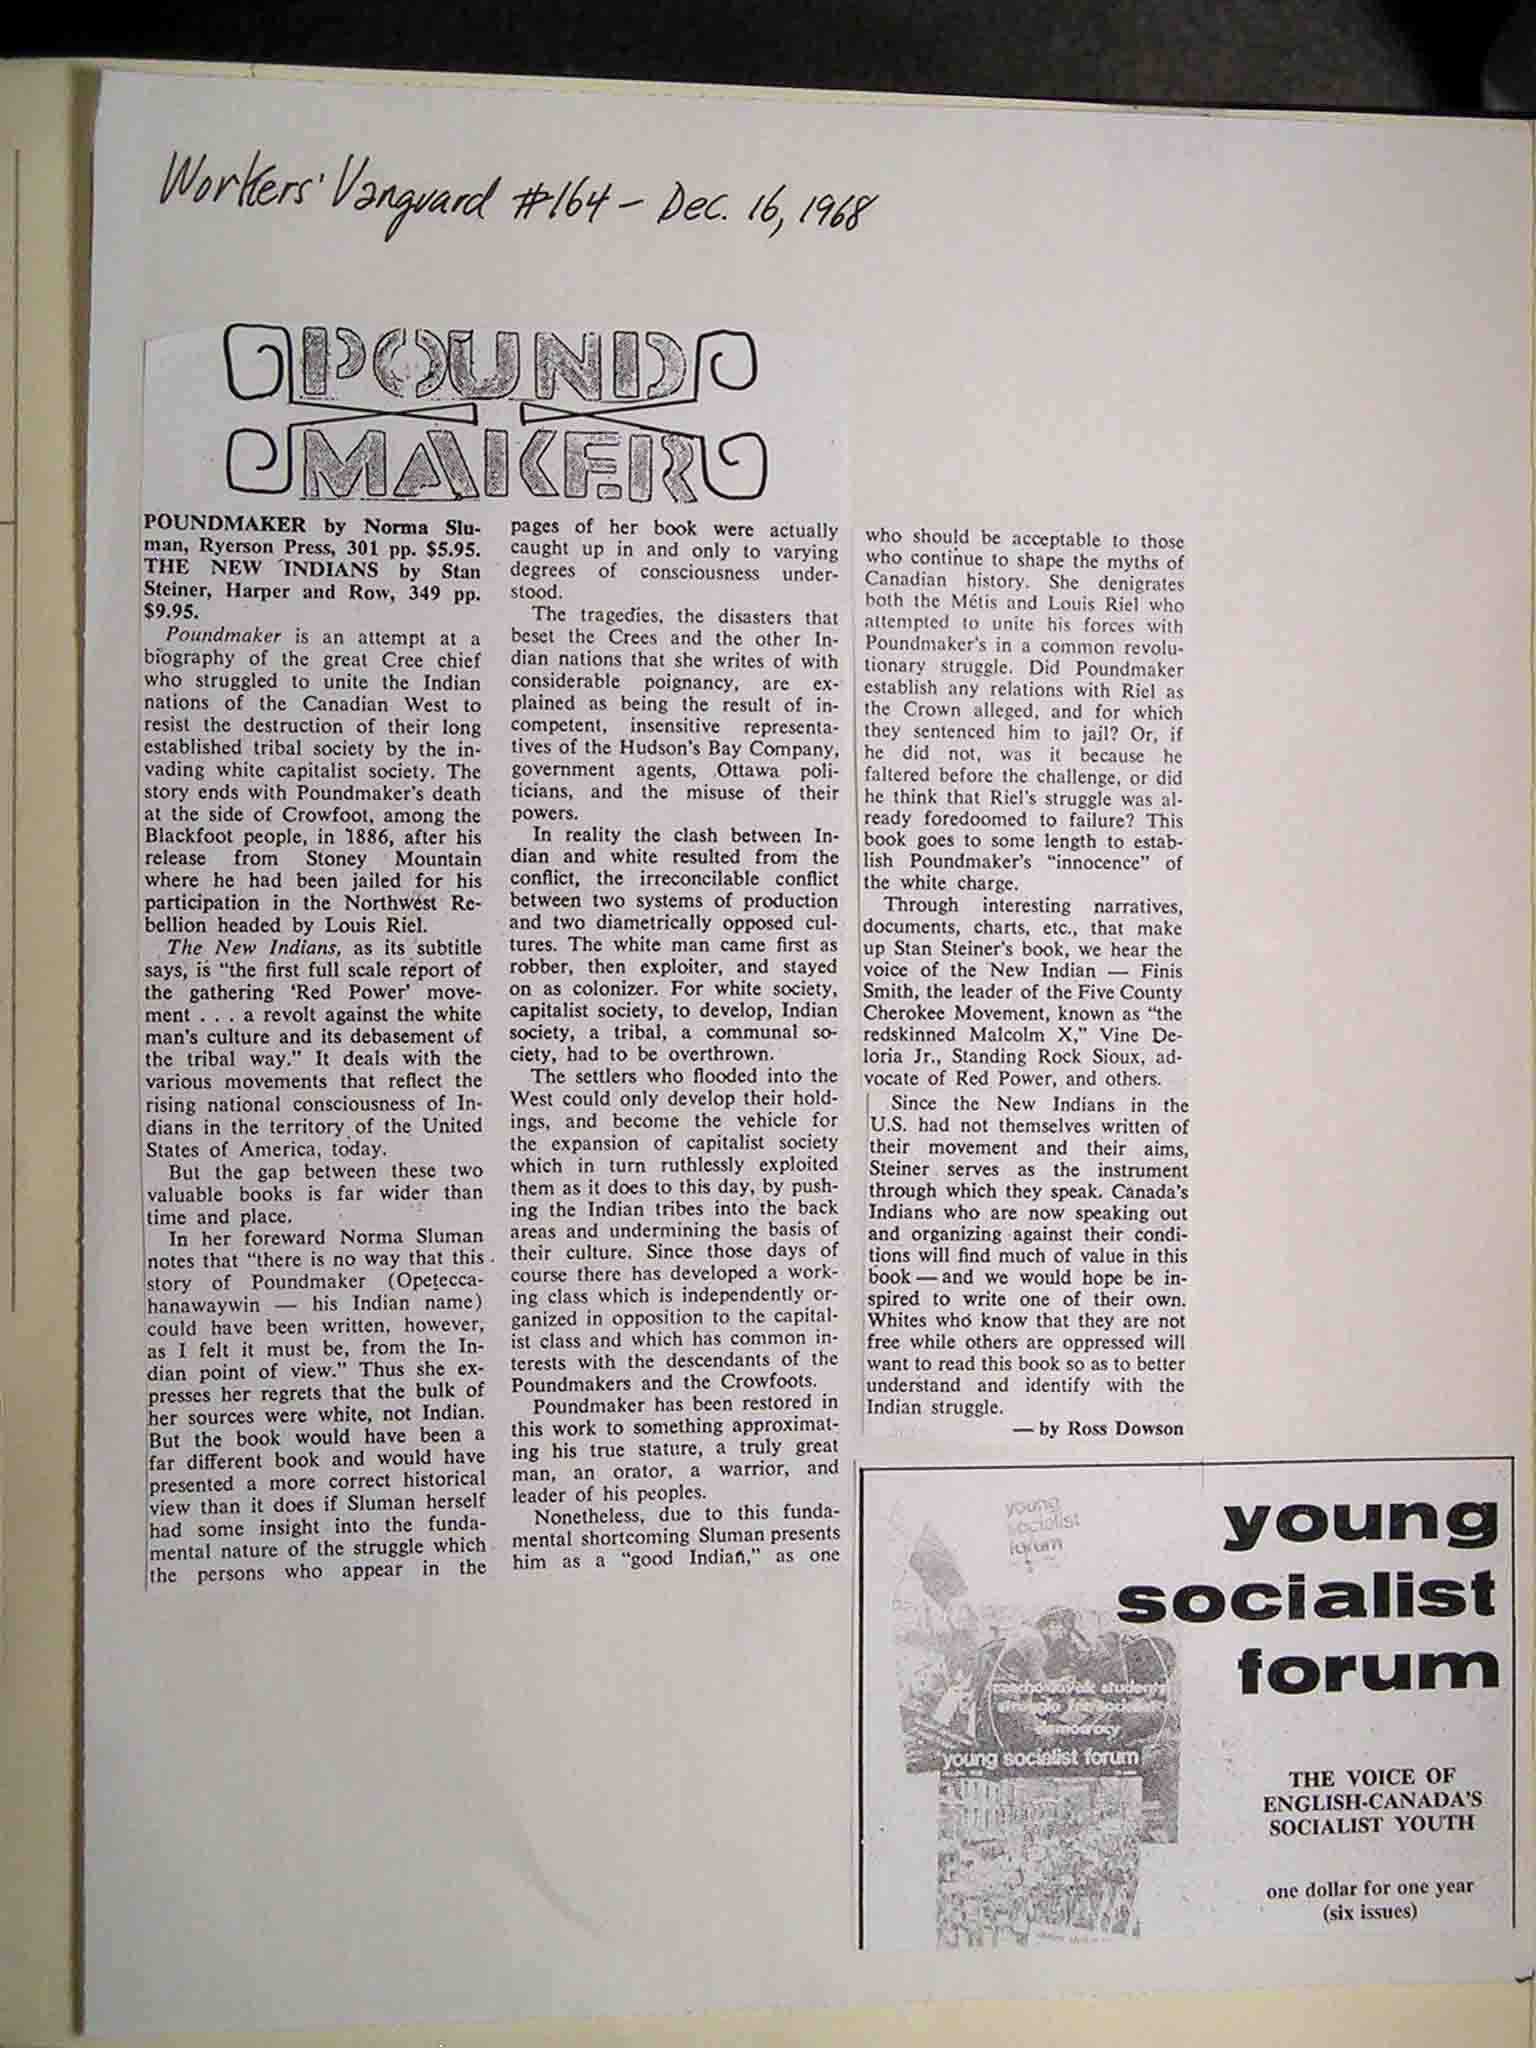 Workers' Vanguard #164 – Dec. 16, 1968
POUND
MAKER
POUNDMAKER by Norma Slu-
man, Ryerson Press, 301 pp. $5.95.
THE NEW INDIANS by Stan
Steiner, Harper and Row, 349 pp.
$9.95.
Poundmaker is an attempt at a
biography of the great Cree chief
who struggled to unite the Indian
nations of the Canadian West to
resist the destruction of their long
established tribal society by the in-
vading white capitalist society. The
story ends with Poundmaker's death
at the side of Crowfoot, among the
Blackfoot people, in 1886, after his
release from Stoney Mountain
where he had been jailed for his
participation in the Northwest Re-
bellion headed by Louis Riel.
The New Indians, as its subtitle
says, is “the first full scale report of
the gathering ‘Red Power’ move-
ment . . . a revolt against the white
man's culture and its debasement of
the tribal way.” It deals with the
various movements that reflect the
rising national consciousness of In-
dians in the territory of the United
States of America, today.
But the gap between these two
valuable books is far wider than
time and place.
In her foreward Norma Sluman
notes that “there is no way that this
story of Poundmaker (Opetecca-
hanawaywin — his Indian name)
could have been written, however,
as I felt it must be, from the In-
dian point of view.” Thus she ex-
presses her regrets that the bulk of
her sources were white, not Indian.
But the book would have been a
far different book and would have
presented a more correct historical
view than it does if Sluman herself
had some insight into the funda-
mental nature of the struggle which
the persons who appear in the
pages of her book were actually
caught up in and only to varying
degrees of consciousness under-
stood.
The tragedies, the disasters that
beset the Crees and the other In-
dian nations that she writes of with
considerable poignancy, are ex-
plained as being the result of in-
competent, insensitive representa-
tives of the Hudson's Bay Company,
government agents, Ottawa poli-
ticians, and the misuse of their
powers.
In reality the clash between In-
dian and white resulted from the
conflict, the irreconcilable conflict
between two systems of production
and two diametrically opposed cul-
tures. The white man came first as
robber, then exploiter, and stayed
on as colonizer. For white society,
capitalist society, to develop, Indian
society, a tribal, a communal so-
ciety, had to be overthrown.
The settlers who flooded into the
West could only develop their hold-
ings, and become the vehicle for
the expansion of capitalist society
which in turn ruthlessly exploited
them as it does to this day, by push-
ing the Indian tribes into the back
areas and undermining the basis of
their culture. Since those days of
course there has developed a work-
ing class which is independently or-
ganized in opposition to the capital-
ist class and which has common in-
terests with the descendants of the
Poundmakers and the Crowfoots.
Poundmaker has been restored in
this work to something approximat-
ing his true stature, a truly great
man, an orator, a warrior, and
leader of his peoples.
Nonetheless, due to this funda-
mental shortcoming Sluman presents
him as a “good Indian,” as one
who should be acceptable to those
who continue to shape the myths of
Canadian history. She denigrates
both the Métis and Louis Riel who
attempted to unite his forces with
Poundmaker's in a common revolu-
tionary struggle. Did Poundmaker
establish any relations with Riel as
the Crown alleged, and for which
they sentenced him to jail? Or, if
he did not, was it because he
faltered before the challenge, or did
he think that Riel's struggle was al-
ready foredoomed to failure? This
book goes to some length to estab-
lish Poundmaker's “innocence” of
the white charge.
Through interesting narratives,
documents, charts, etc., that make
up Stan Steiner's book, we hear the
voice of the New Indian — Finis
Smith, the leader of the Five County
Cherokee Movement, known as “the
redskinned Malcolm X,” Vine De-
loria Jr., Standing Rock Sioux, ad-
vocate of Red Power, and others.
Since the New Indians in the
U.S. had not themselves written of
their movement and their aims,
Steiner serves as the instrument
through which they speak. Canada's
Indians who are now speaking out
and organizing against their condi-
tions will find much of value in this
book — and we would hope be in-
spired to write one of their own.
Whites who know that they are not
free while others are oppressed will
want to read this book so as to better
understand and identify with the
Indian struggle.
— by Ross Dowson
young
socialist
forum
czechoslovak students
struggle for socialist
democracy
young socialist forum
young
socialist
forum
THE VOICE OF
ENGLISH-CANADA'S
SOCIALIST YOUTH
one dollar for one year
(six issues)